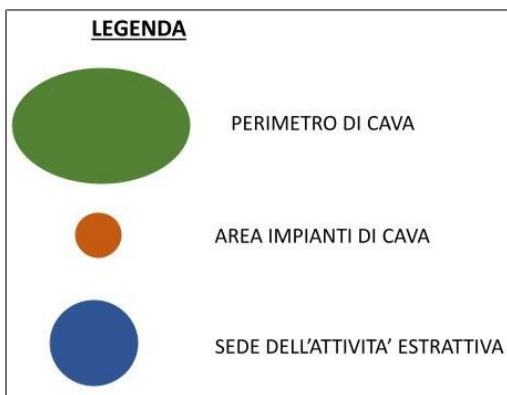 LEGENDA
PERIMETRO DI CAVA
AREA IMPIANTI DI CAVA
SEDE DELL'ATTIVITA' ESTRATTIVA